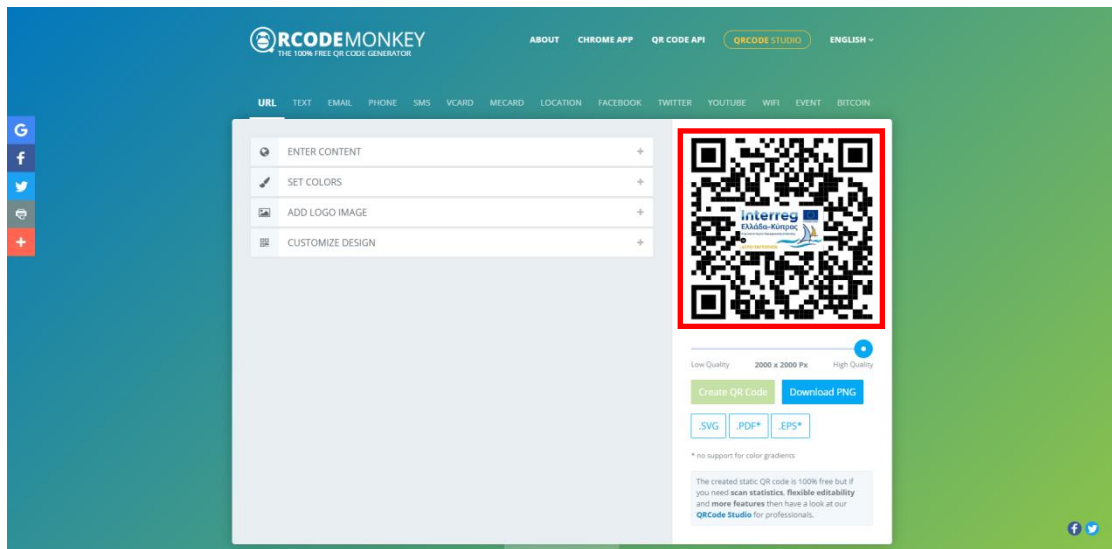 QRCODEMONKEY
THE 100% FREE QR CODE GENERATOR
ABOUT CHROME APP QR CODE API QRCODE STUDIO ENGLISH
URL TEXT EMAIL PHONE SMS VCARD MECARD LOCATION FACEBOOK TWITTER YOUTUBE WIFI EVENT BITCOIN
ENTER CONTENT
SET COLORS
ADD LOGO IMAGE
CUSTOMIZE DESIGN
Interreg
Ελλάδα-Κύπρος
Low Quality 2000 x 2000 Px High Quality
Create QR Code Download PNG
.SVG .PDF* .EPS*
* no support for color gradients
The created static QR code is 100% free but if
you need scan statistics, flexible editability
and more features then have a look at our
QRCode Studio for professionals.